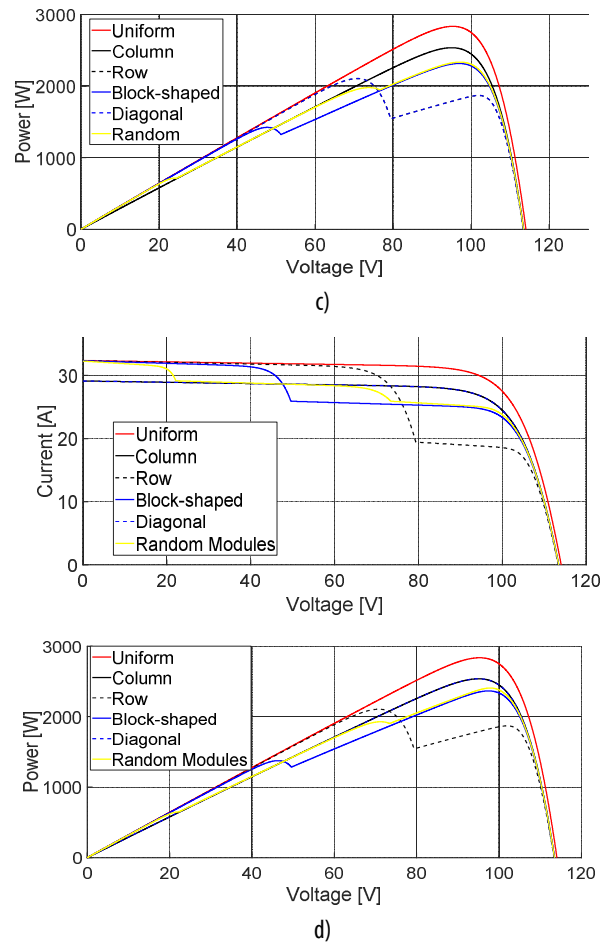 3000
2000
1000
0
Power [W]
Uniform
Column
Row
Block-shaped
Diagonal
Random
0 20 40 60 80 100 120
Voltage [V]
c)
30
20
10
0
Current [A]
Uniform
Column
Row
Block-shaped
Diagonal
Random Modules
0 20 40 60 80 100 120
Voltage [V]
3000
2000
1000
0
Power [W]
Uniform
Column
Row
Block-shaped
Diagonal
Random Modules
0 20 40 60 80 100 120
Voltage [V]
d)